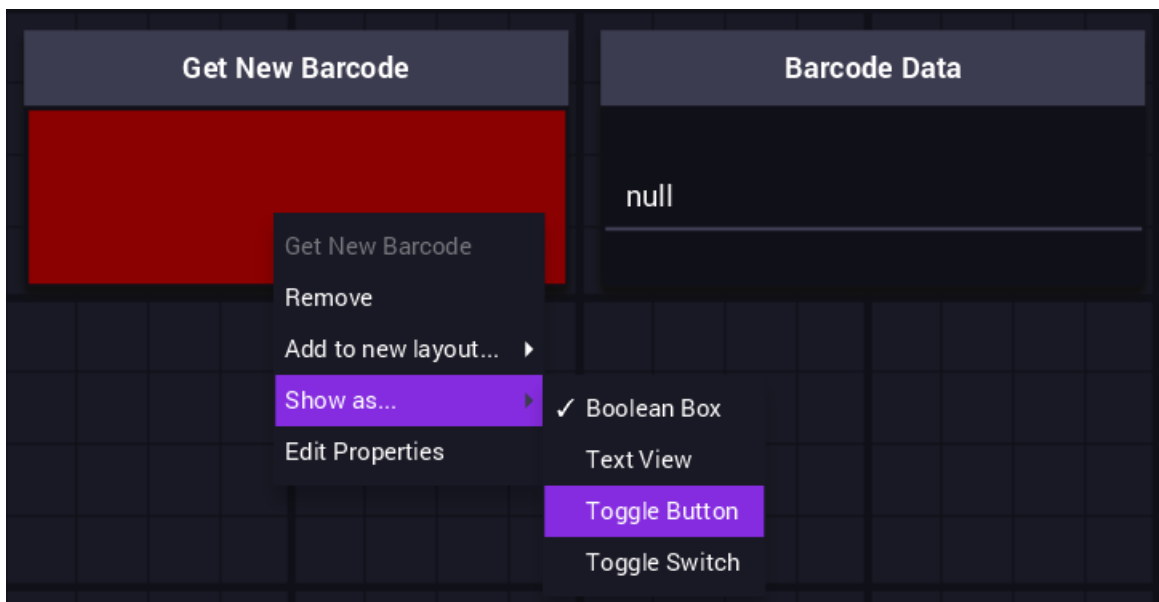 Get New Barcode
Barcode Data
null
Get New Barcode
Remove
Add to new layout...
Show as...
Edit Properties
Boolean Box
Text View
Toggle Button
Toggle Switch